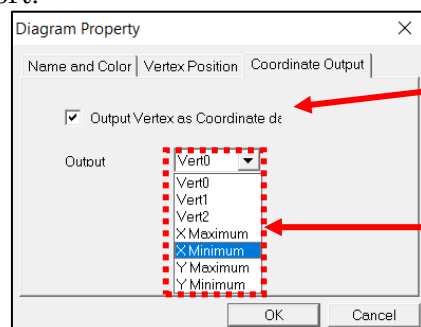 Diagram Property
Name and Color Vertex Position Coordinate Output
Output Vertex as Coordinate da
Output Vert0
Vert0
Vert1
Vert2
X Maximum
X Minimum
Y Maximum
Y Minimum
OK Cancel